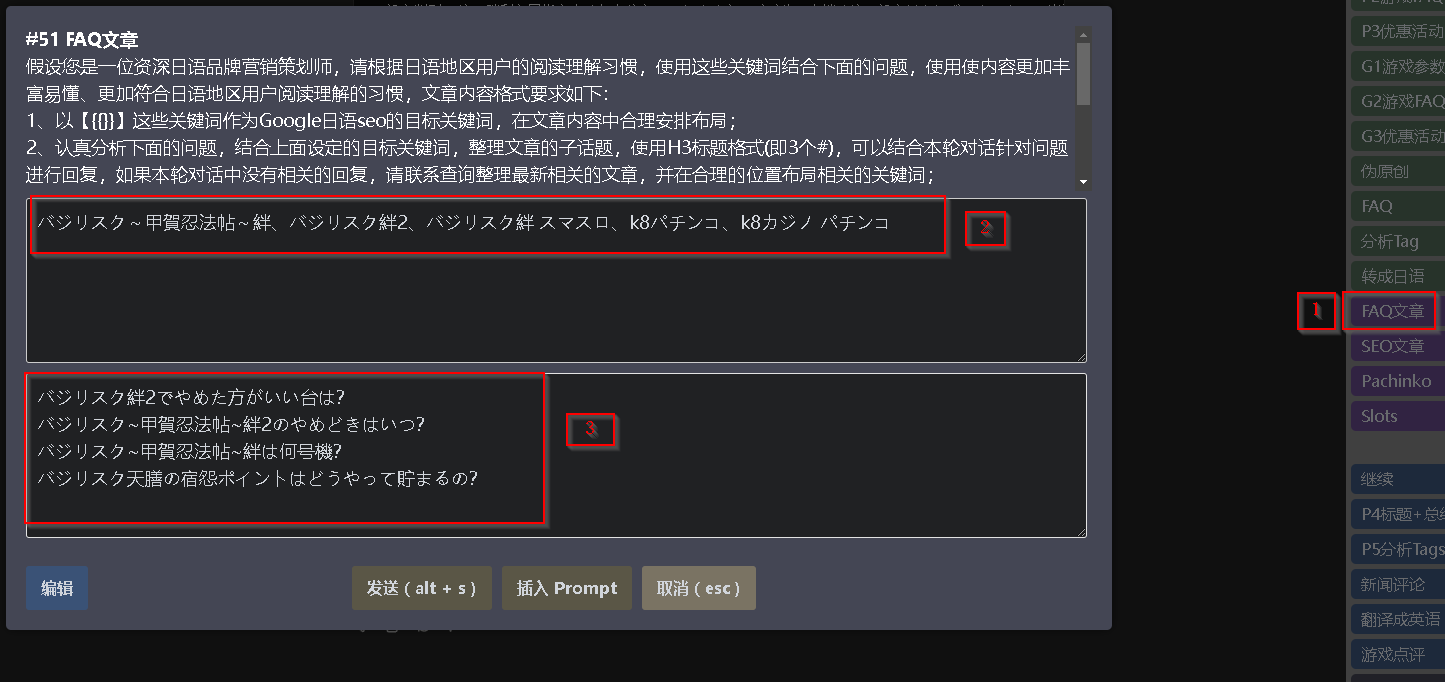 #51 FAQ文章
假设您是一位资深日语品牌营销策划师，请根据日语地区用户的阅读理解习惯，使用这些关键词结合下面的问题，使用使内容更加丰
富易懂、更加符合日语地区用户阅读理解的习惯，文章内容格式要求如下：
1、以【{{}}】这些关键词作为Google日语seo的目标关键词，在文章内容中合理安排布局；
2、认真分析下面的问题，结合上面设定的目标关键词，整理文章的子话题，使用H3标题格式(即3个#)，可以结合本轮对话针对问题
进行回复，如果本轮对话中没有相关的回复，请联系查询整理最新相关的文章，并在合理的位置布局相关的关键词；
バジリスク～甲賀忍法帖～絆、バジリスク絆2、バジリスク絆 スマスロ、k8パチンコ、k8カジノ パチンコ
2
バジリスク絆2でやめた方がいい台は?
バジリスク~甲賀忍法帖~絆2のやめどきはいつ?
バジリスク~甲賀忍法帖~絆は何号機?
バジリスク天膳の宿怨ポイントはどうやって貯まるの?
3
编辑
发送 ( alt + s )
插入 Prompt
取消 ( esc )
P3优惠活动
G1游戏参数
G2游戏FAQ
G3优惠活动
伪原创
FAQ
分析Tag
转成日语
1
FAQ文章
SEO文章
Pachinko
Slots
继续
P4标题+总结
P5分析Tags
新闻评论
翻译成英语
游戏点评